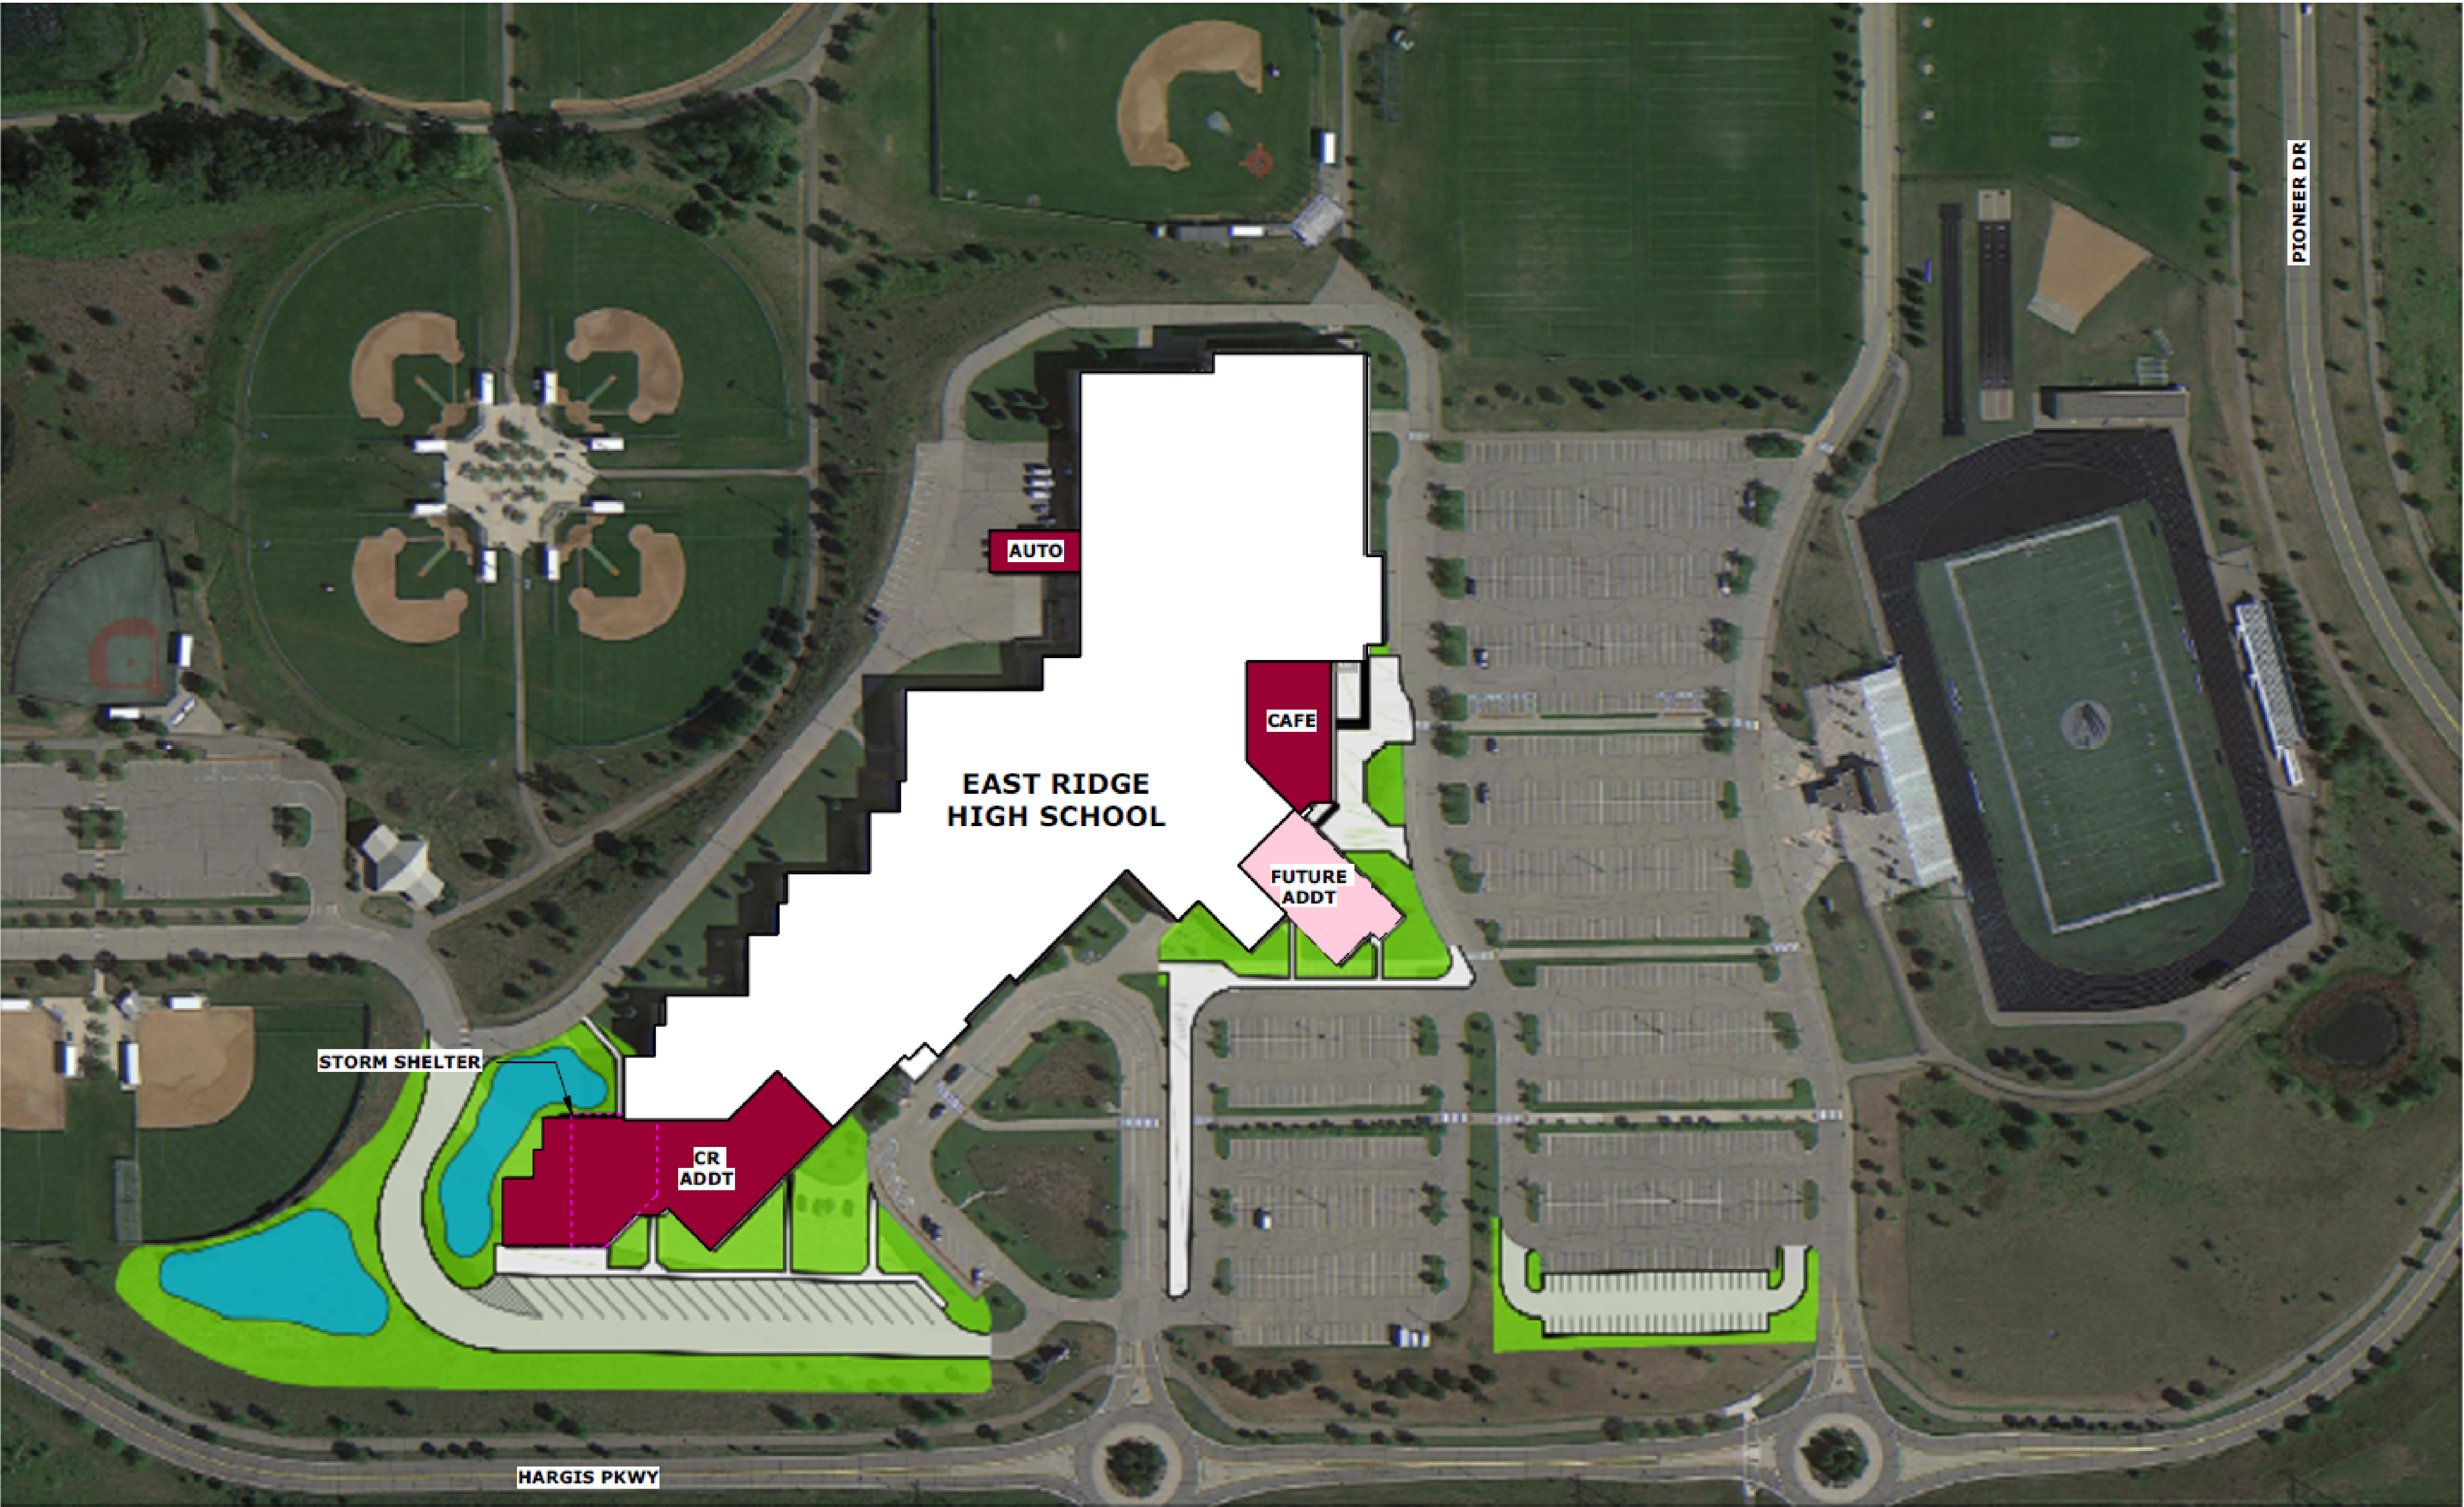 PIONEER DR
AUTO
CAFE
EAST RIDGE
HIGH SCHOOL
FUTURE
ADDT
STORM SHELTER
CR
ADDT
HARGIS PKWY